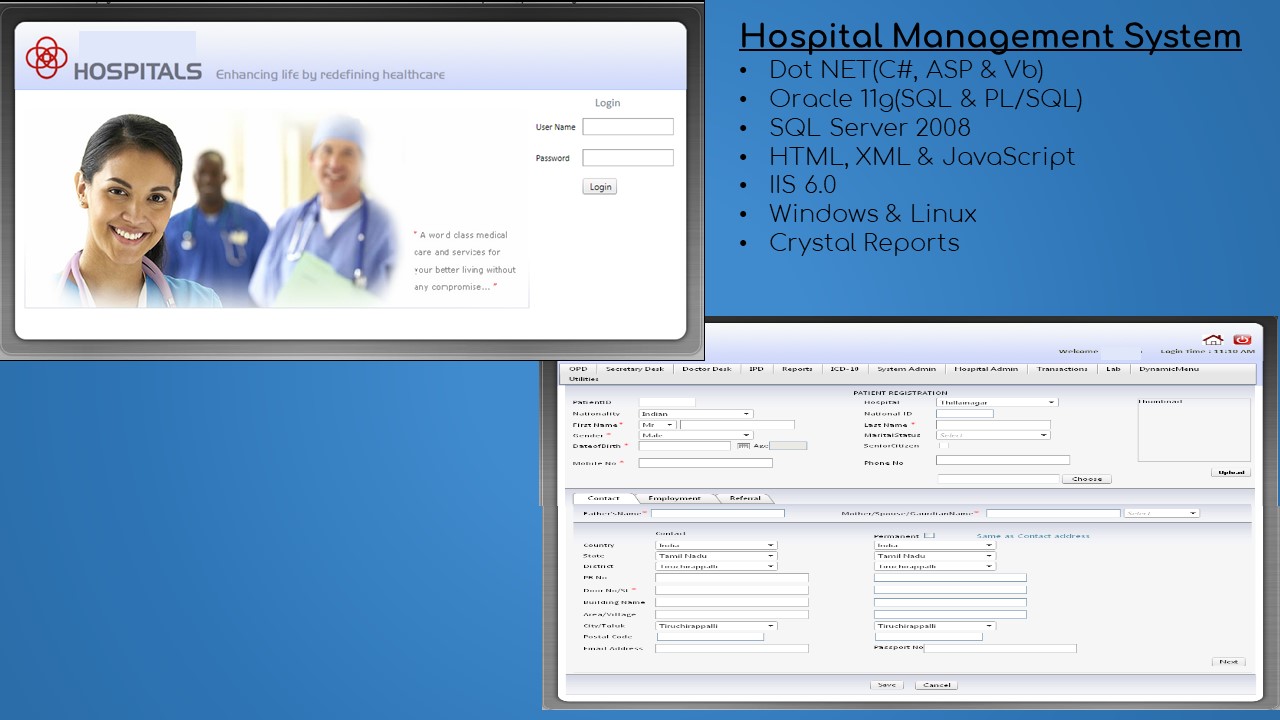 HOSPITALS Enhancing life by redefining healthcare
Login
User Name
Password
Login
" A word class medical
care and services for
your better living without
any compromise... "
Hospital Management System
• Dot NET(C#, ASP & Vb)
• Oracle 11g(SQL & PL/SQL)
• SQL Server 2008
• HTML, XML & JavaScript
• IIS 6.0
• Windows & Linux
• Crystal Reports
Welcome Login Time : 11:10 AM
OPD Secretary Desk Doctor Desk IPD Reports ICD-10 System Admin Hospital Admin Transactions Lab DynamicMenu
Utilities
PATIENT REGISTRATION
PatientID Hospital Thillainagar Thumbnail
Nationality Indian National ID
First Name* Mr Last Name *
Gender * Male MaritalStatus Select
DateofBirth * Age SeniorCitizen
Mobile No * Phone No
Upload
Choose
Contact Employment Referral
Father'sName* Mother/Spouse/GaurdianName* Select
Contact Permanent Same as Contact address
Country India India
State Tamil Nadu Tamil Nadu
District Tiruchirappalli Tiruchirappalli
PB No
Door No/St. *
Building Name
Area/Village
City/Taluk Tiruchirappalli Tiruchirappalli
Postal Code
Email Address Passport No
Next
Save Cancel